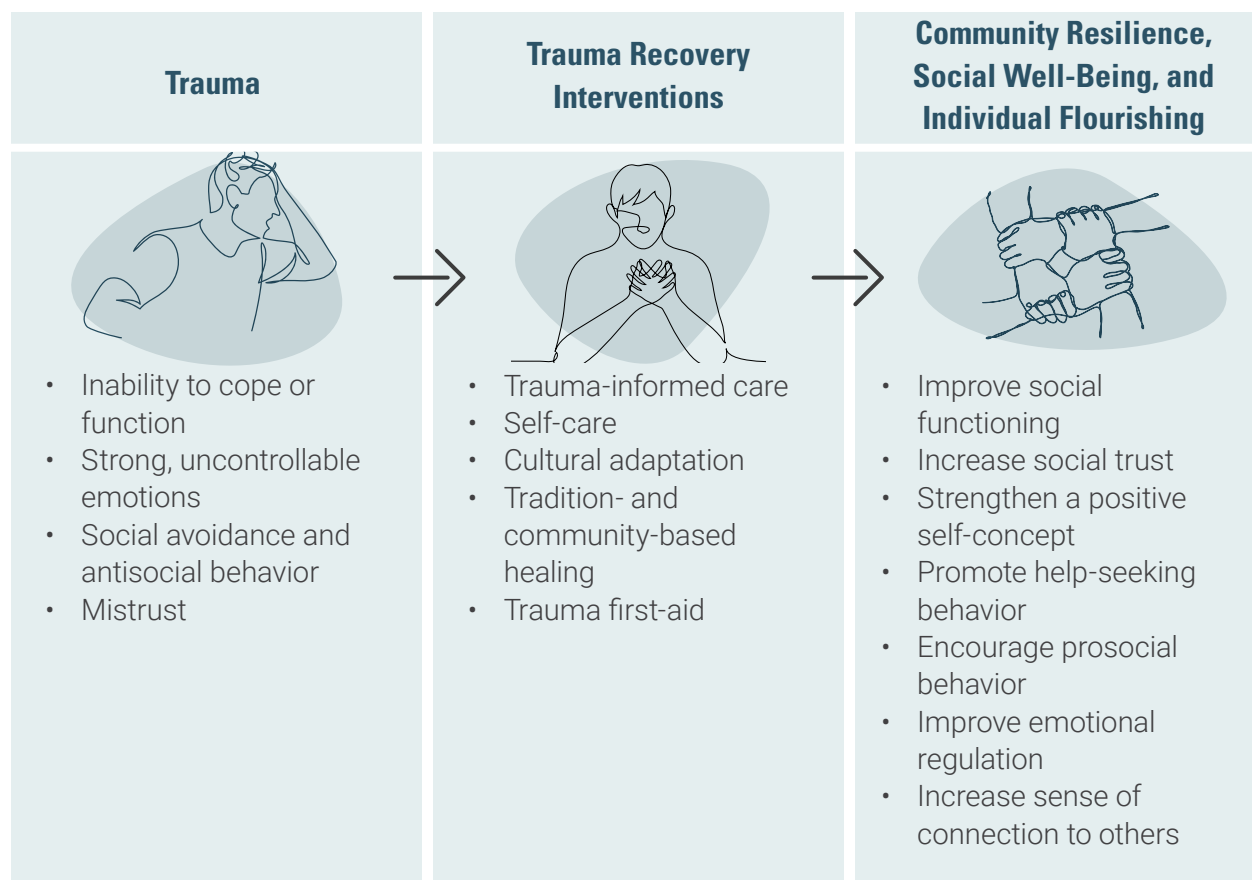 Trauma
Trauma Recovery
Interventions
Community Resilience,
Social Well-Being, and
Individual Flourishing
• Inability to cope or
function
• Strong, uncontrollable
emotions
• Social avoidance and
antisocial behavior
• Mistrust
• Trauma-informed care
• Self-care
• Cultural adaptation
• Tradition- and
community-based
healing
• Trauma first-aid
• Improve social
functioning
• Increase social trust
• Strengthen a positive
self-concept
• Promote help-seeking
behavior
• Encourage prosocial
behavior
• Improve emotional
regulation
• Increase sense of
connection to others